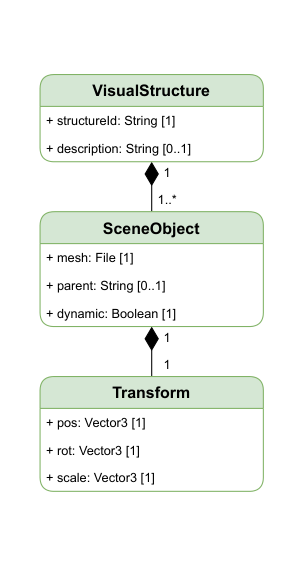 VisualStructure
+ structureId: String [1]
+ description: String [0..1]
1
1..*
SceneObject
+ mesh: File [1]
+ parent: String [0..1]
+ dynamic: Boolean [1]
1
1
Transform
+ pos: Vector3 [1]
+ rot: Vector3 [1]
+ scale: Vector3 [1]